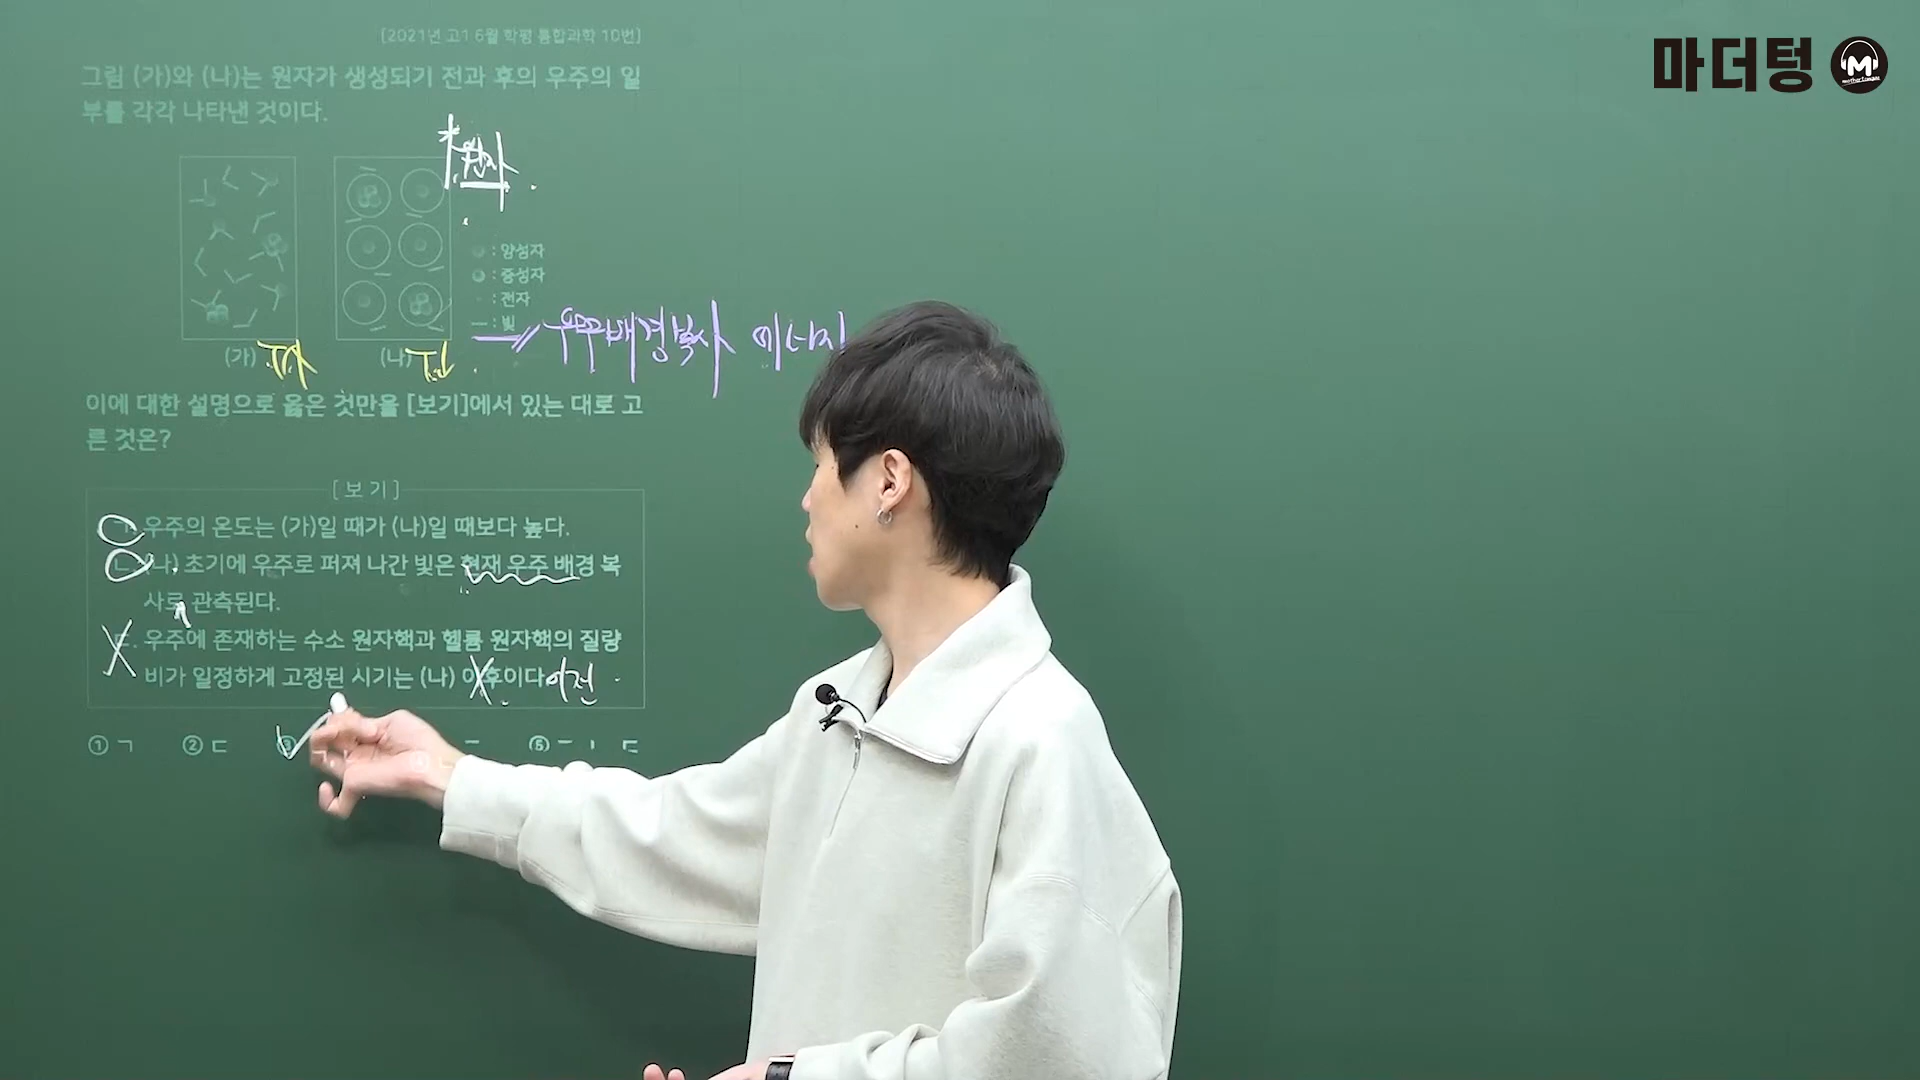 마더텅
[2021년 고1 6월 학평 통합과학 10번]
그림 (가)와 (나)는 원자가 생성되기 전과 후의 우주의 일
부를 각각 나타낸 것이다.
원자
: 양성자
: 중성자
: 전자
: 빛
우주배경복사 에너지
(가)
(나)
이에 대한 설명으로 옳은 것만을 [보기]에서 있는 대로 고
른 것은?
[보기]
ㄱ. 우주의 온도는 (가)일 때가 (나)일 때보다 높다.
ㄴ. (나) 초기에 우주로 퍼져 나간 빛은 현재 우주 배경 복
사로 관측된다.
ㄷ. 우주에 존재하는 수소 원자핵과 헬륨 원자핵의 질량
비가 일정하게 고정된 시기는 (나) 이후이다 이전
① ㄱ ② ㄷ ③ ⑤